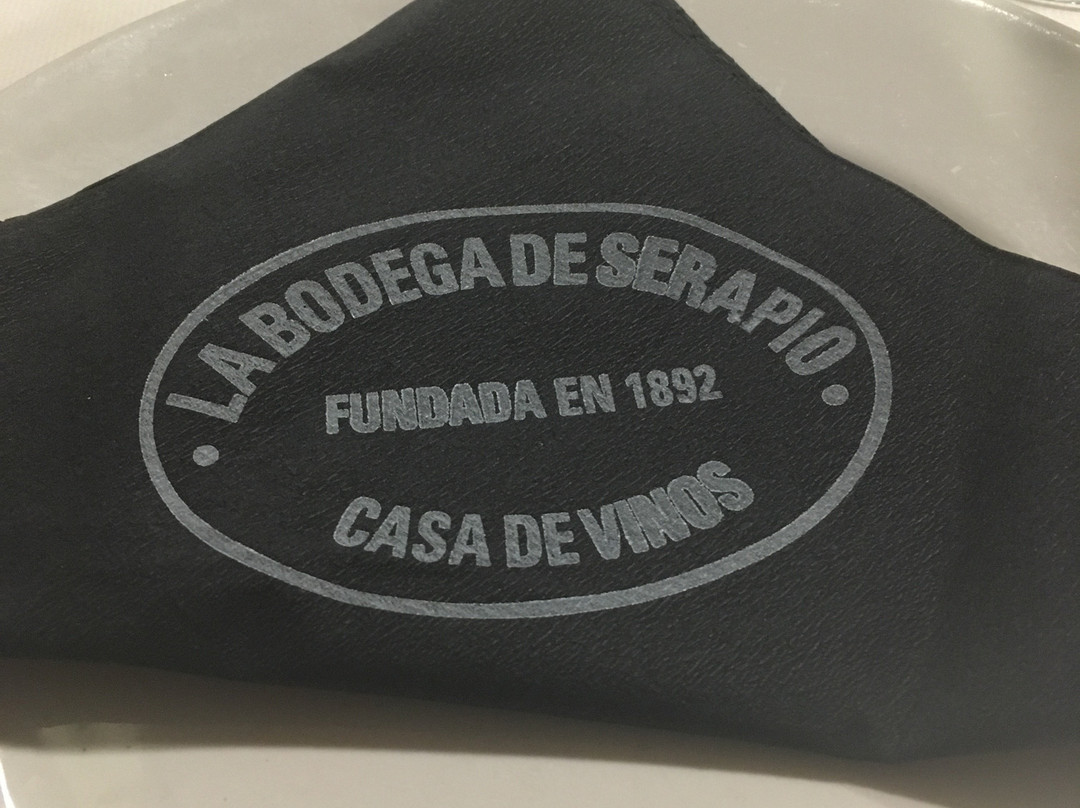 LA BODEGA DE SERAPIO
FUNDADA EN 1892
CASA DE VINOS